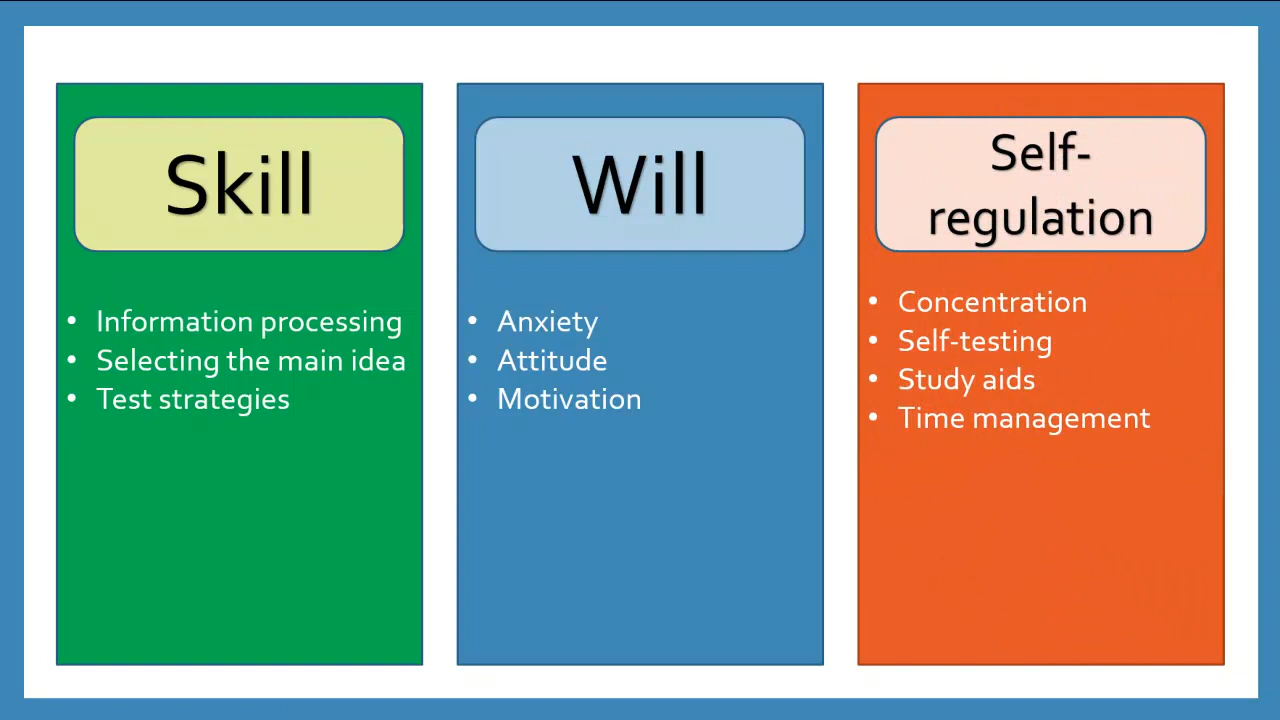 Skill
• Information processing
• Selecting the main idea
• Test strategies
Will
• Anxiety
• Attitude
• Motivation
Self-
regulation
• Concentration
• Self-testing
• Study aids
• Time management